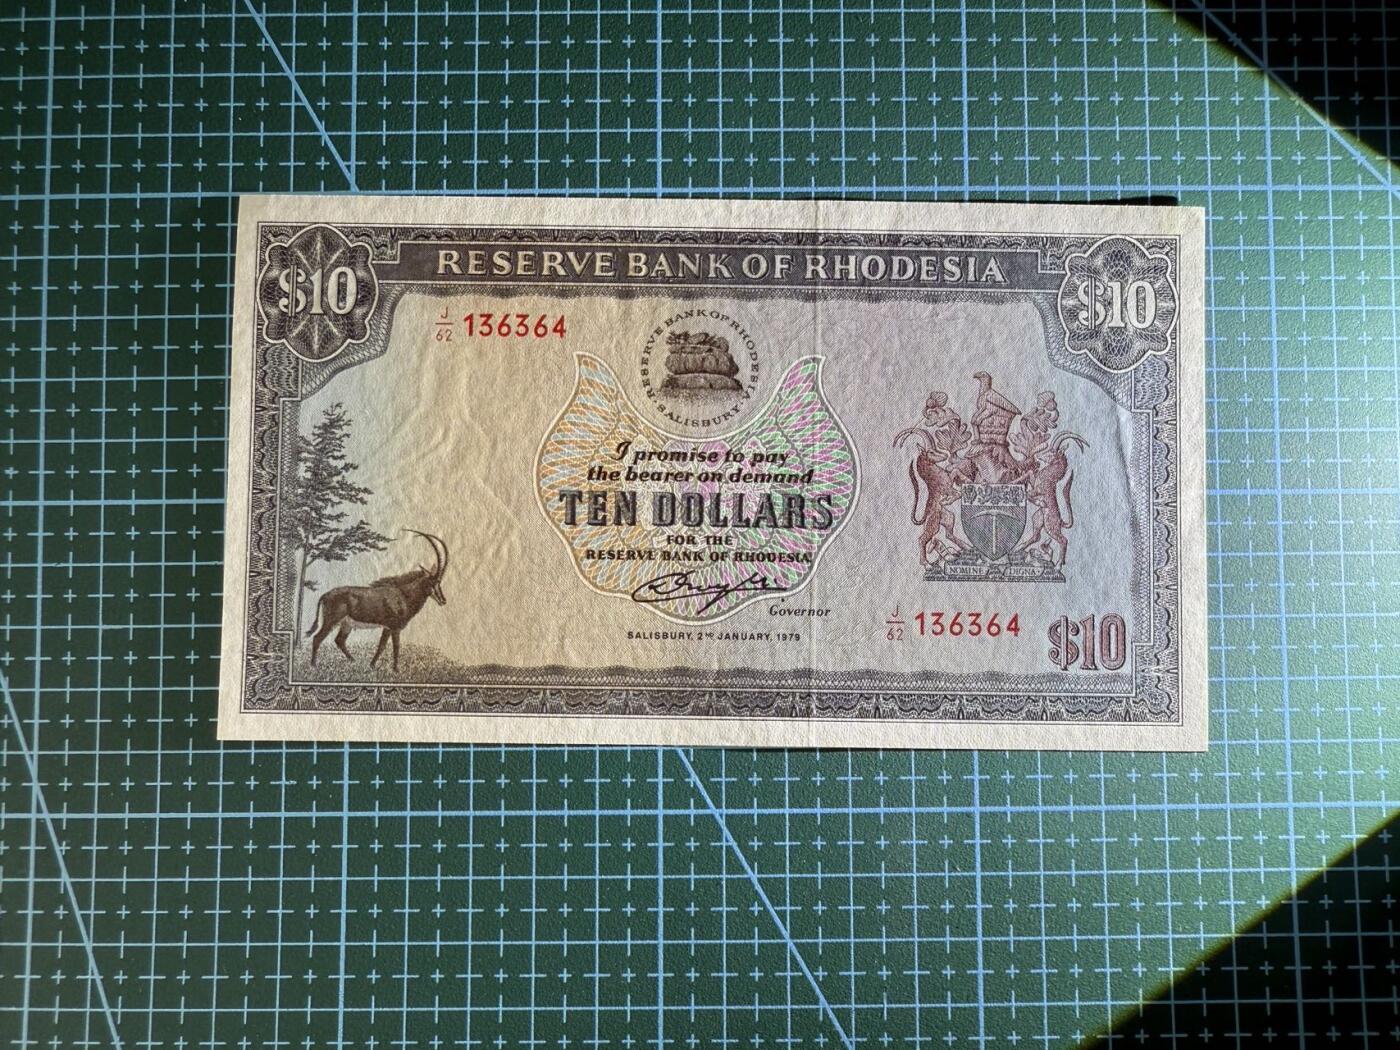 RESERVE BANK OF RHODESIA
$10
$10
J/62 136364
RESERVE BANK OF RHODESIA
SALISBURY
I promise to pay
the bearer on demand
TEN DOLLARS
FOR THE
RESERVE BANK OF RHODESIA
Governor
SALISBURY, 2ND JANUARY, 1979
NOMINE DIGNA
J/62 136364
$10